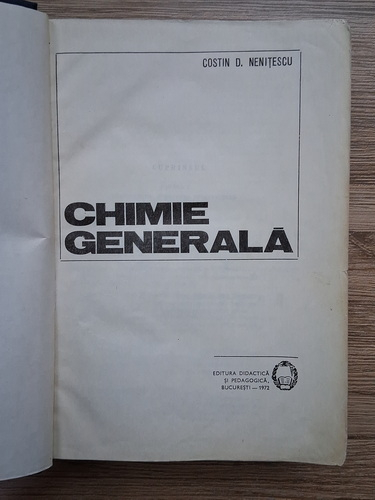 COSTIN D. NENIȚESCU
CHIMIE
GENERALĂ
EDITURA DIDACTICĂ
ȘI PEDAGOGICĂ,
BUCUREȘTI — 1972